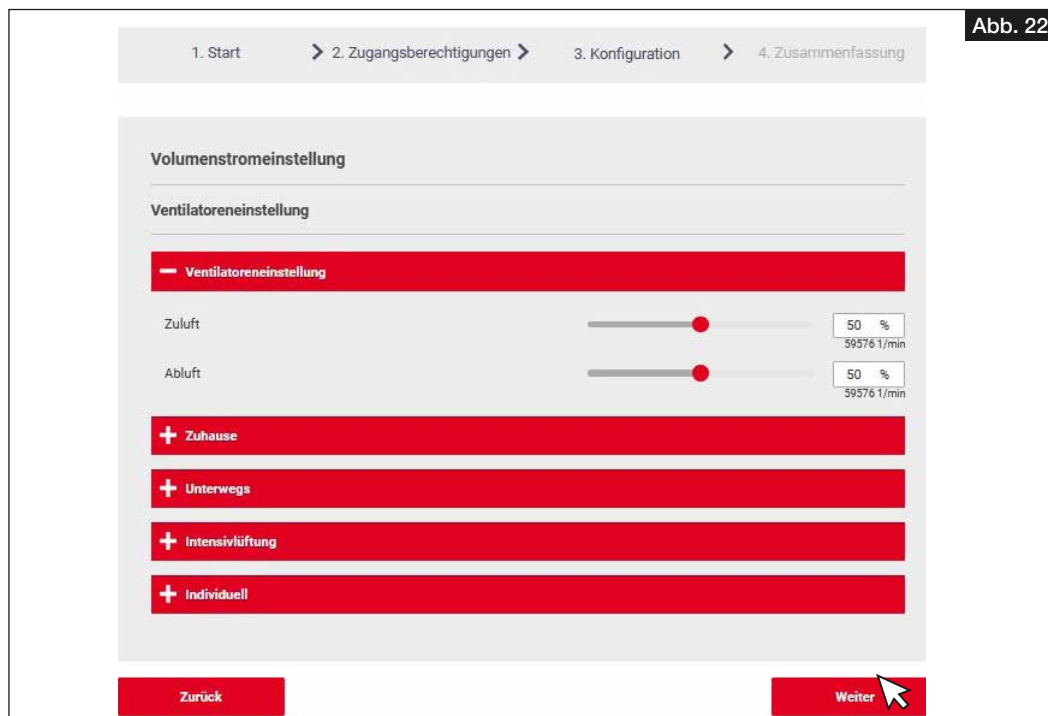 Abb. 22
1. Start > 2. Zugangsberechtigungen > 3. Konfiguration > 4. Zusammenfassung
Volumenstromeinstellung
Ventilatoreneinstellung
Ventilatoreneinstellung
Zuluft 50 %
59576 1/min
Abluft 50 %
59576 1/min
Zuhause
Unterwegs
Intensivlüftung
Individuell
Zurück Weiter